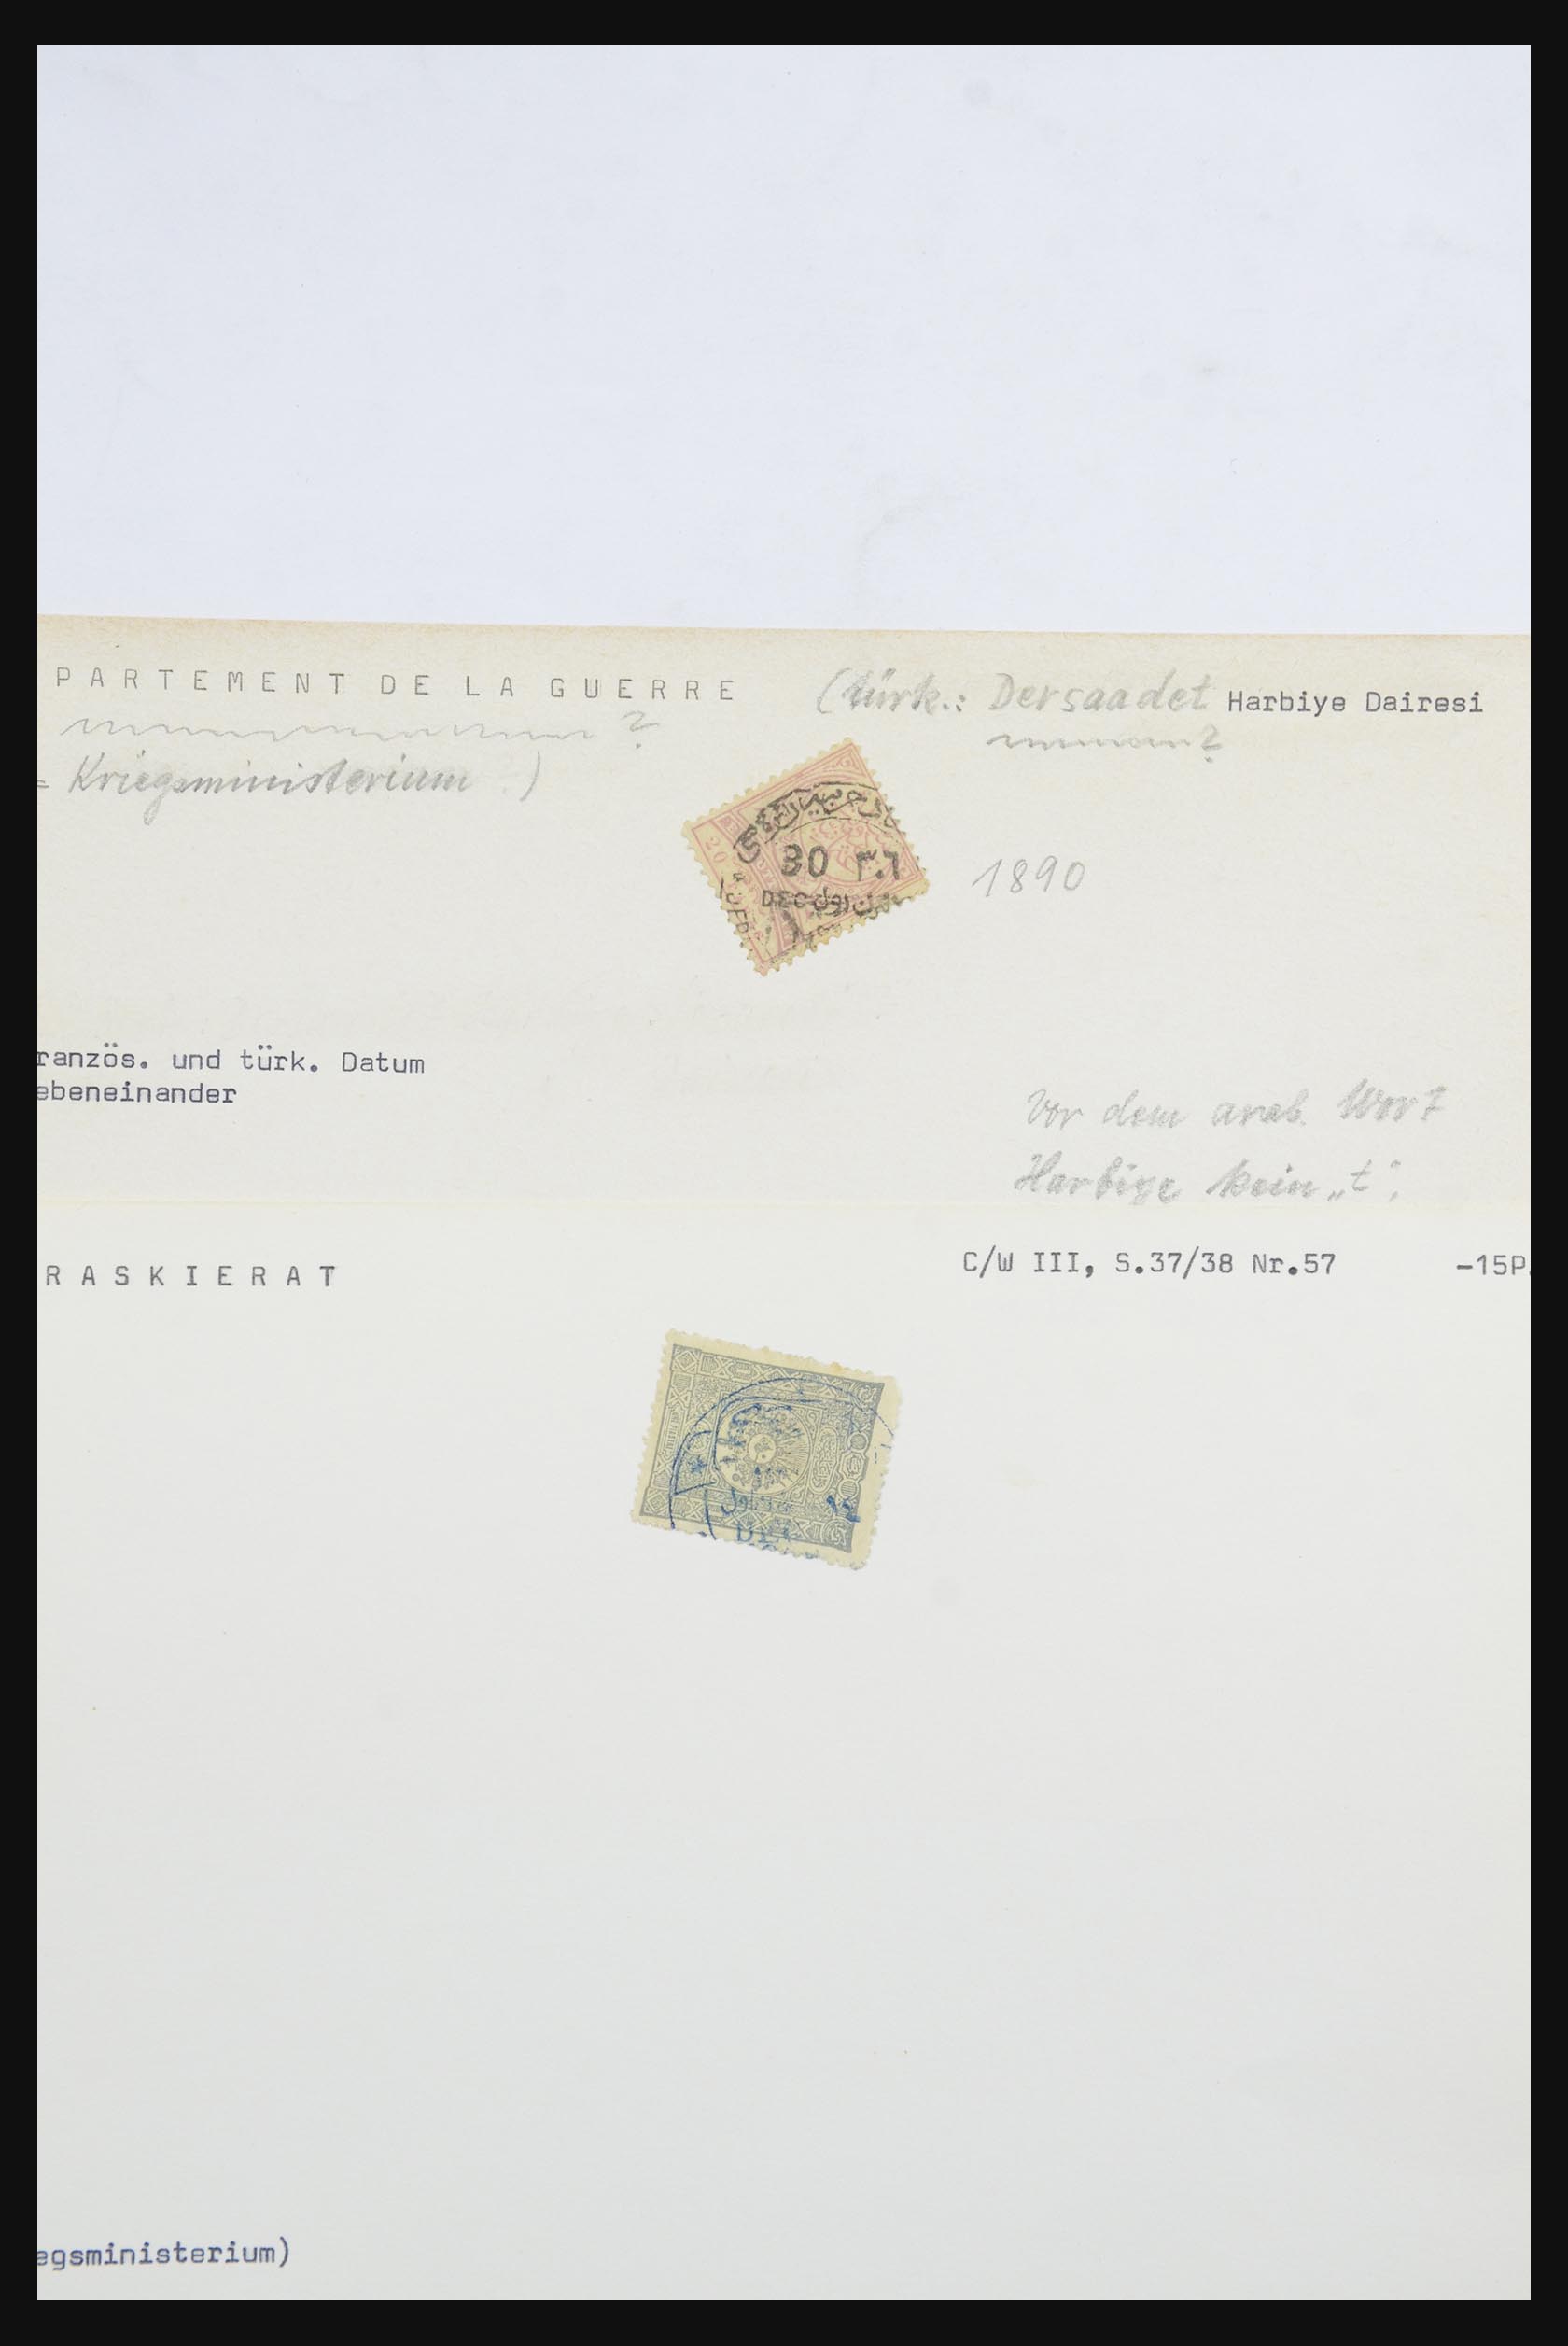 PARTEMENT DE LA GUERRE (türk.: Dersaadet Harbiye Dairesi
? ?
= Kriegsministerium )
30 ٣٠٦
DEC
1890
ranzös. und türk. Datum
ebeneinander
Vor dem arab. Wort
Harbiye kein „t".
RASKIERAT C/W III, S.37/38 Nr.57 -15P.
egsministerium)